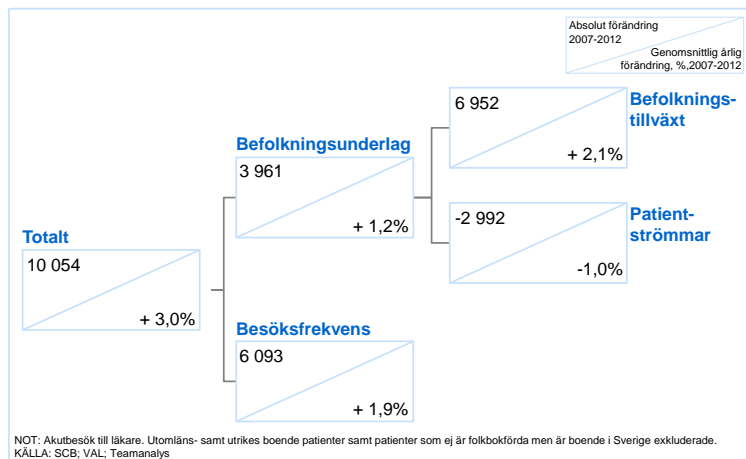 Absolut förändring
2007-2012
Genomsnittlig årlig
förändring, %,2007-2012
Totalt
10 054
+ 3,0%
Befolkningsunderlag
3 961
+ 1,2%
Besöksfrekvens
6 093
+ 1,9%
6 952
+ 2,1%
Befolknings-
tillväxt
-2 992
-1,0%
Patient-
strömmar
NOT: Akutbesök till läkare. Utomläns- samt utrikes boende patienter samt patienter som ej är folkbokförda men är boende i Sverige exkluderade.
KÄLLA: SCB; VAL; Teamanalys